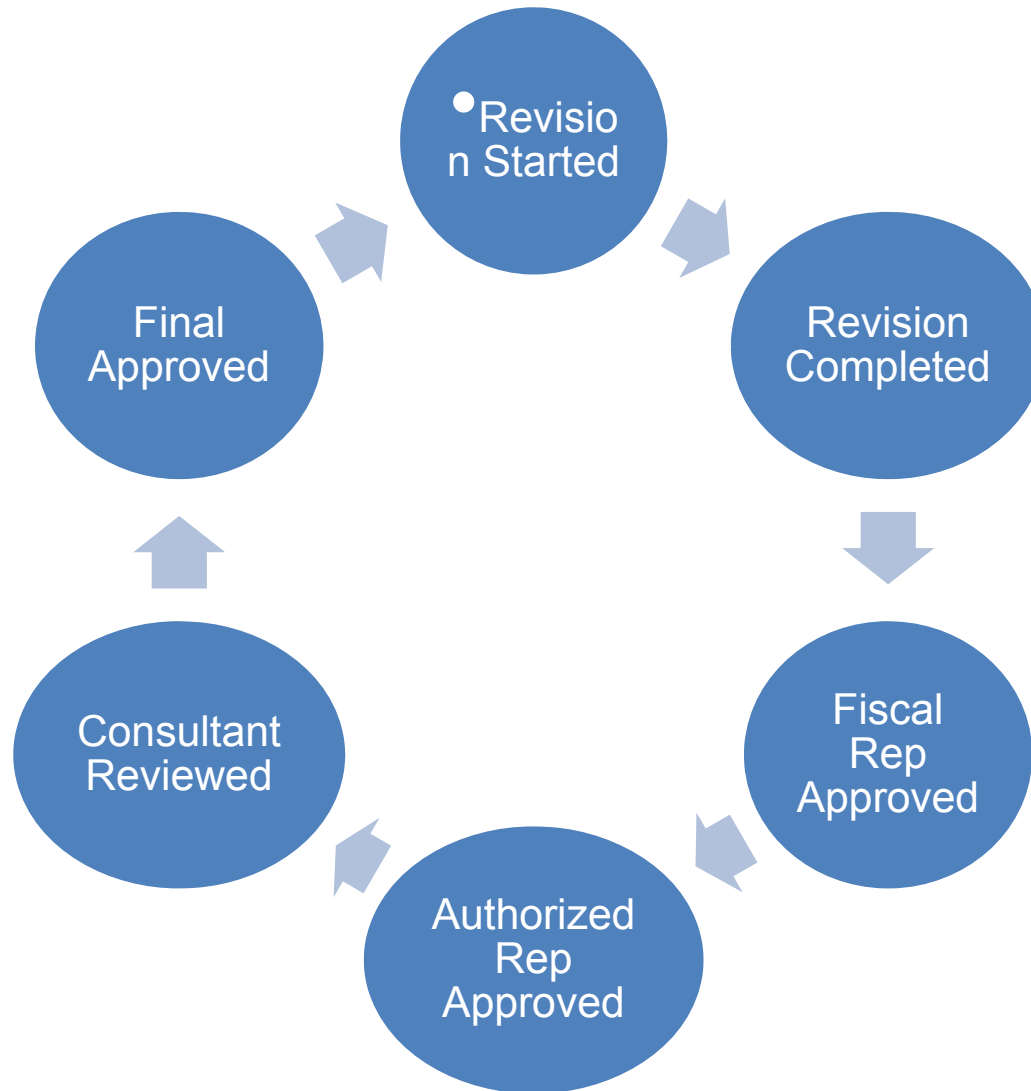 •Revisio
n Started
Revision
Completed
Fiscal
Rep
Approved
Authorized
Rep
Approved
Consultant
Reviewed
Final
Approved